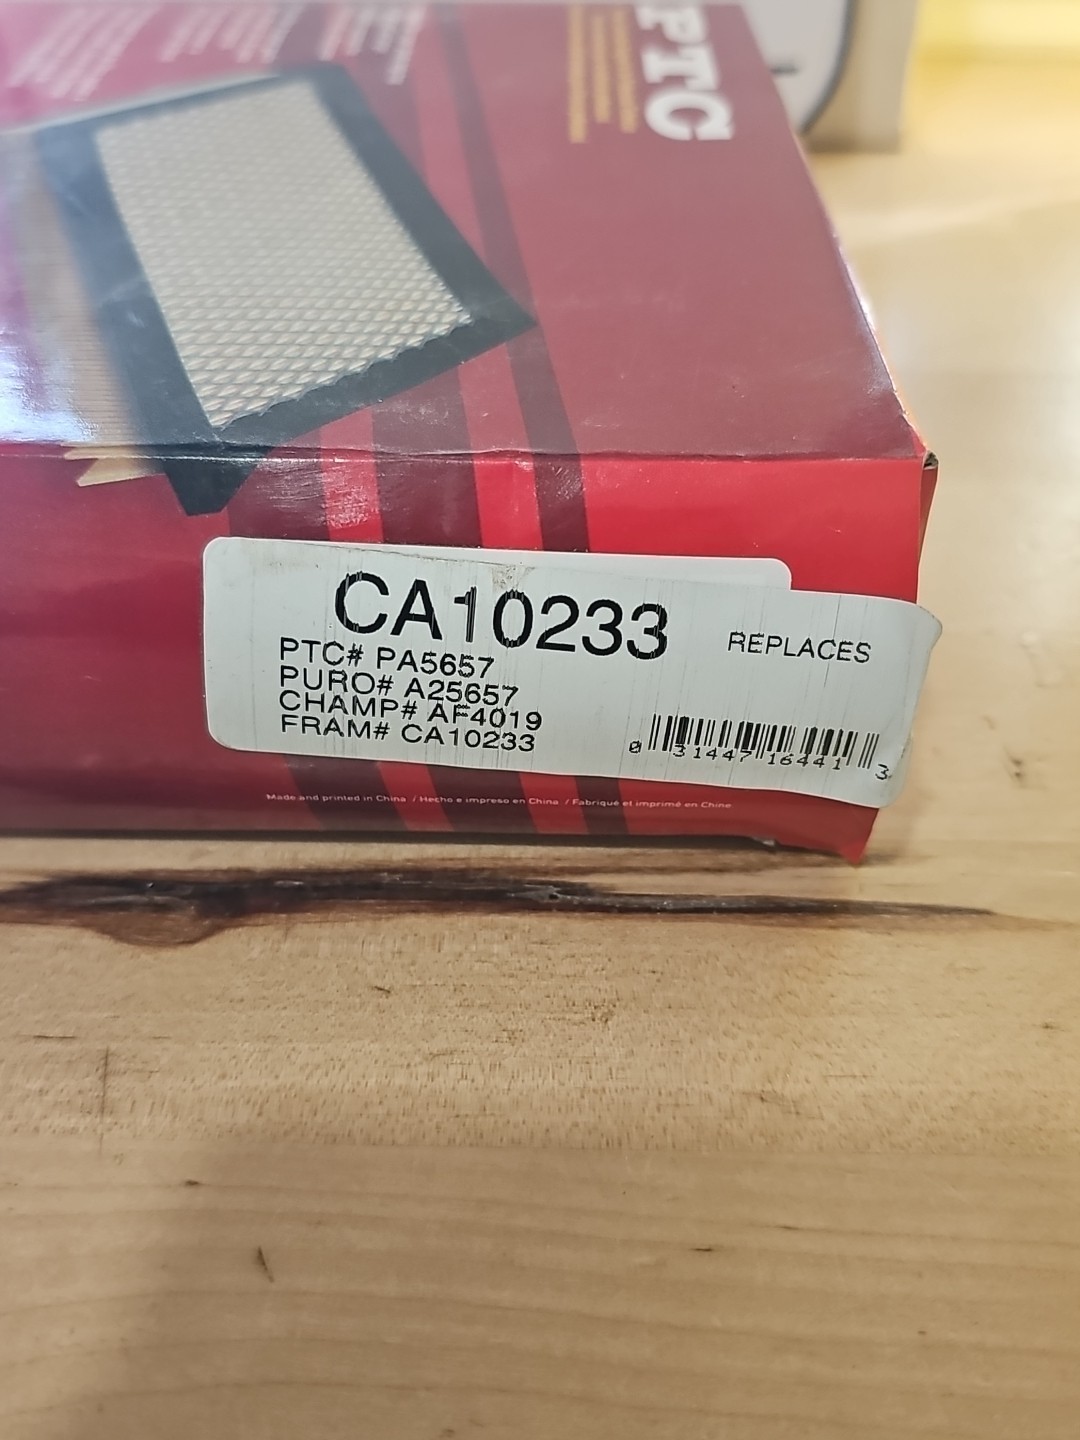 PTC
CA10233
REPLACES
PTC# PA5657
PURO# A25657
CHAMP# AF4019
FRAM# CA10233
0 31447 16441 3
Made and printed in China / Hecho e impreso en China / Fabriqué et imprimé en Chine